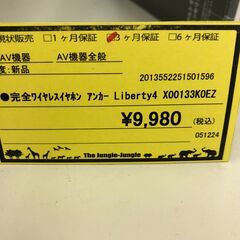 現状販売 □1ヶ月保証 3ヶ月保証 □6ヶ月保証
AV機器 AV機器全般
度:新品
2013552251501596
●完全ワイヤレスイヤホン アンカー Liberty4 X00133K0EZ
¥9,980(税込)
051224
The Jungle-Jungle